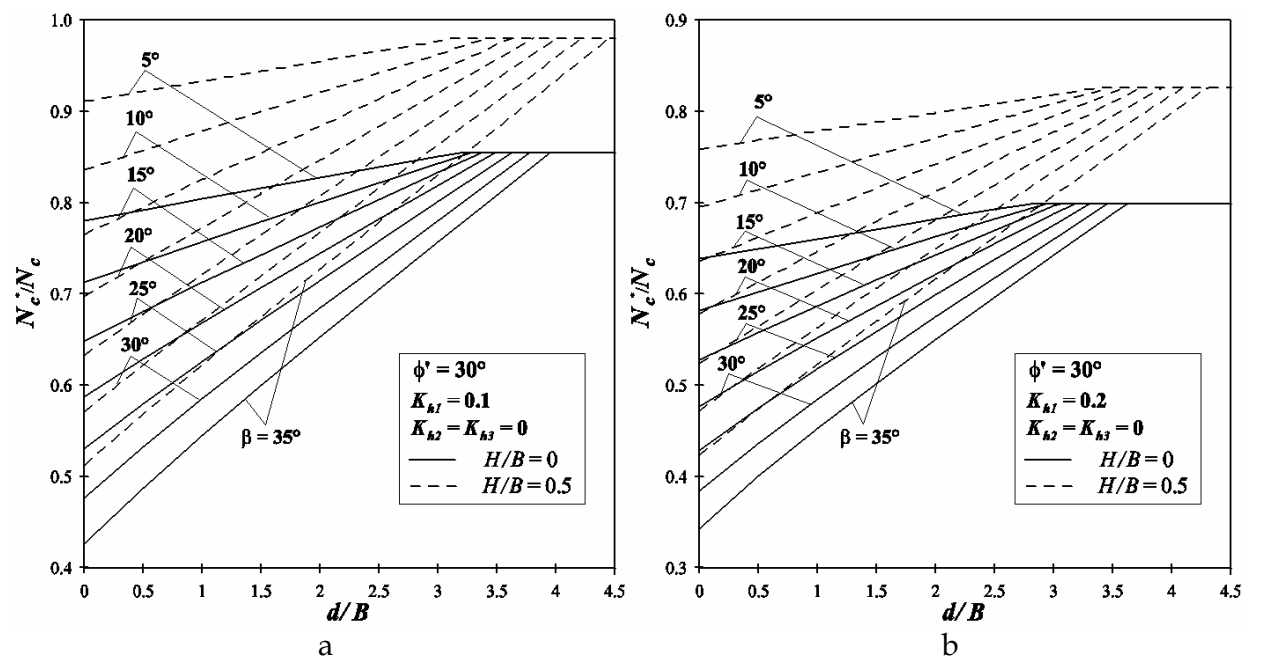 1.0
0.9
0.8
0.7
0.6
0.5
0.4
N*c/Nc
5°
10°
15°
20°
25°
30°
β = 35°
ϕ' = 30°
Kh1 = 0.1
Kh2 = Kh3 = 0
H/B = 0
H/B = 0.5
0 0.5 1 1.5 2 2.5 3 3.5 4 4.5
d/B
a
0.9
0.8
0.7
0.6
0.5
0.4
0.3
N*c/Nc
5°
10°
15°
20°
25°
30°
β = 35°
ϕ' = 30°
Kh1 = 0.2
Kh2 = Kh3 = 0
H/B = 0
H/B = 0.5
0 0.5 1 1.5 2 2.5 3 3.5 4 4.5
d/B
b